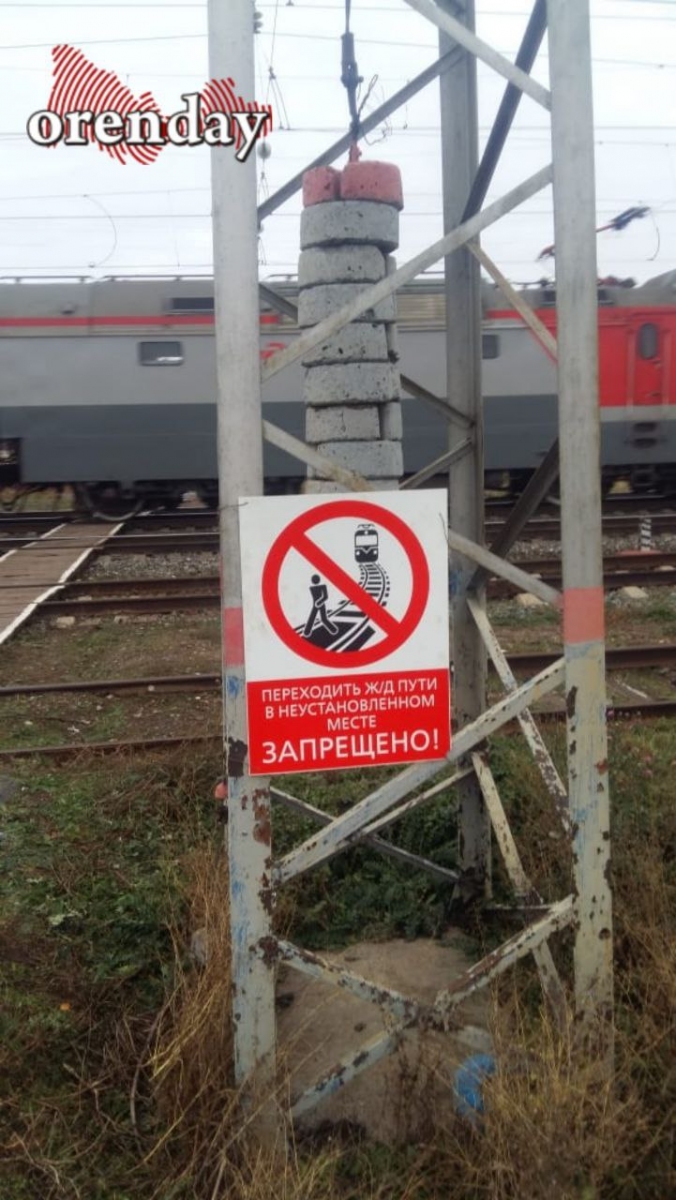 orenday
ПЕРЕХОДИТЬ Ж/Д ПУТИ
В НЕУСТАНОВЛЕННОМ
МЕСТЕ
ЗАПРЕЩЕНО!